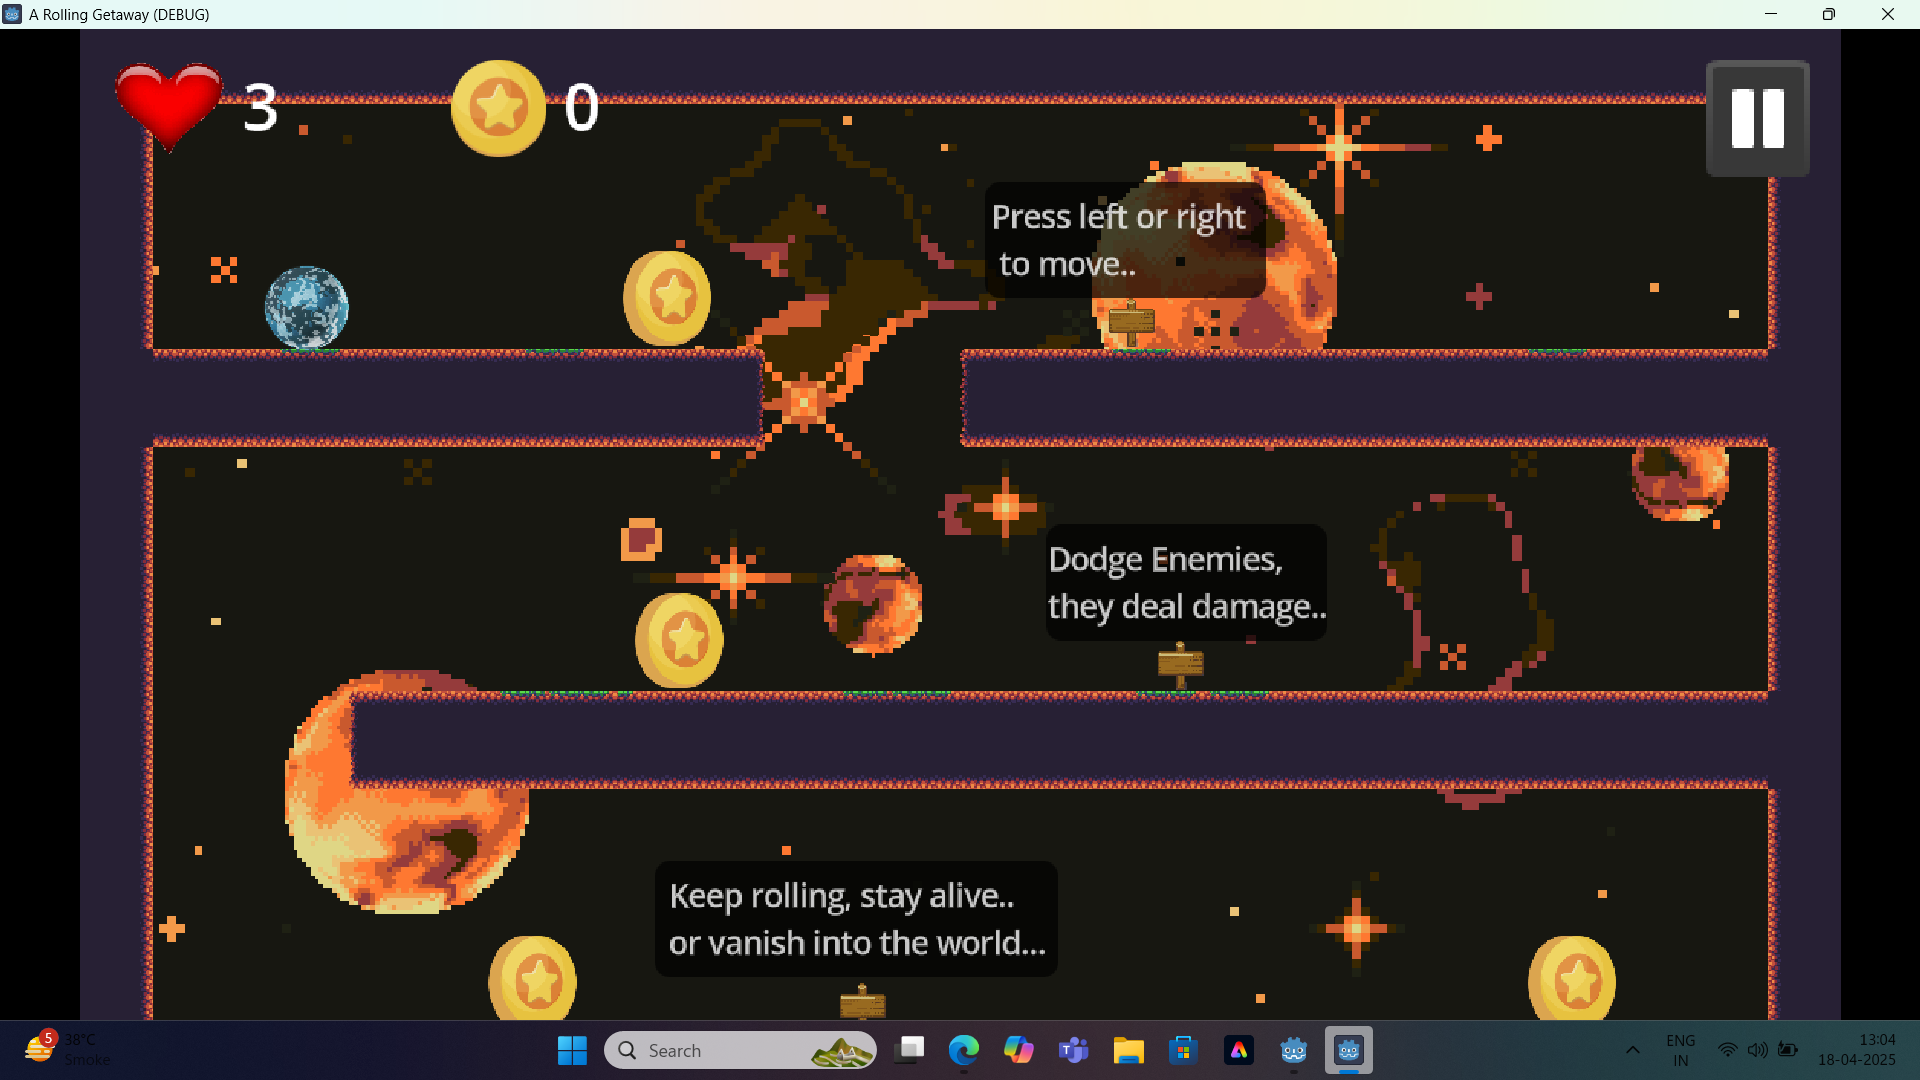 A Rolling Getaway (DEBUG)
3
0
Press left or right
to move..
Dodge Enemies,
they deal damage..
Keep rolling, stay alive..
or vanish into the world...
5
38°C
Smoke
Search
ENG
IN
13:04
18-04-2025